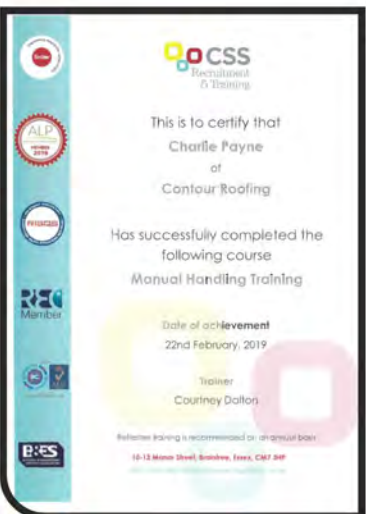 CSS
Recruitment
& Training
This is to certify that
Charlie Payne
of
Contour Roofing
Has successfully completed the
following course
Manual Handling Training
Date of achievement
22nd February, 2019
Trainer
Courtney Dalton
Refresher training is recommended on an annual basis
10-12 Manor Street, Braintree, Essex, CM7 3HP
ALP
MEMBER
2019
REC
Member